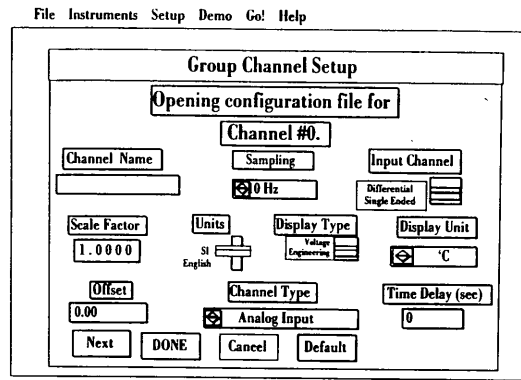 File Instruments Setup Demo Go! Help
Group Channel Setup
Opening configuration file for
Channel #0.
Channel Name
Sampling
Input Channel
0 Hz
Differential
Single Ended
Scale Factor
Units
Display Type
Display Unit
1.0000
SI
English
Voltage
Engineering
°C
Offset
Channel Type
Time Delay (see)
0.00
Analog Input
0
Next
DONE
Cancel
Default